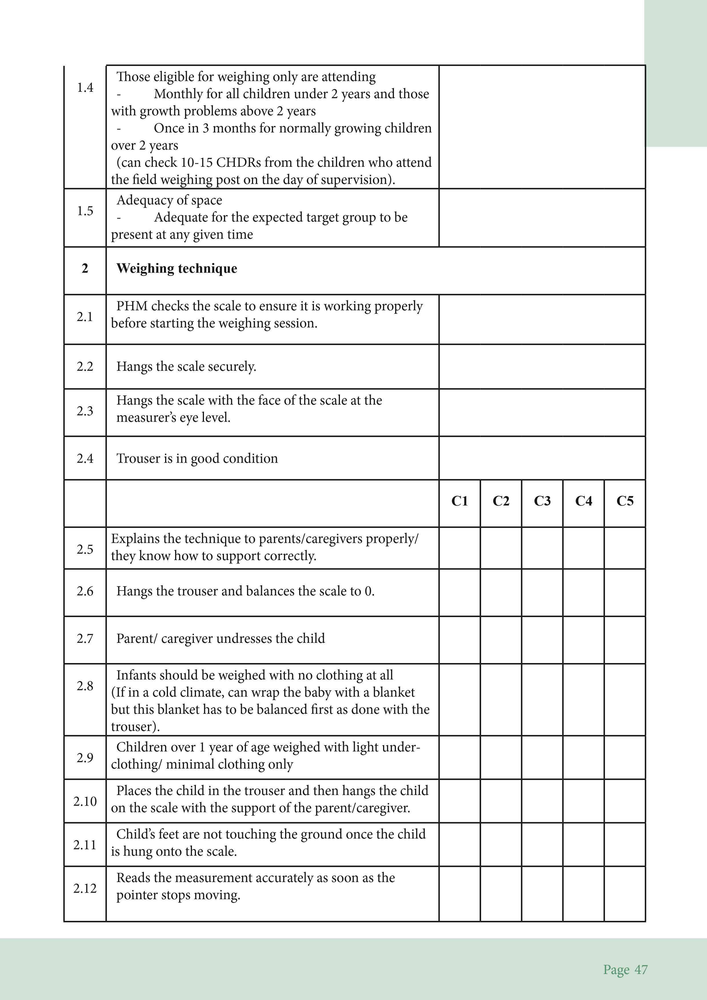 1.4
Those eligible for weighing only are attending
- Monthly for all children under 2 years and those
with growth problems above 2 years
- Once in 3 months for normally growing children
over 2 years
(can check 10-15 CHDRs from the children who attend
the field weighing post on the day of supervision).
1.5
Adequacy of space
- Adequate for the expected target group to be
present at any given time
2 Weighing technique
2.1
PHM checks the scale to ensure it is working properly
before starting the weighing session.
2.2 Hangs the scale securely.
2.3
Hangs the scale with the face of the scale at the
measurer’s eye level.
2.4 Trouser is in good condition
C1 C2 C3 C4 C5
2.5
Explains the technique to parents/caregivers properly/
they know how to support correctly.
2.6 Hangs the trouser and balances the scale to 0.
2.7 Parent/ caregiver undresses the child
2.8
Infants should be weighed with no clothing at all
(If in a cold climate, can wrap the baby with a blanket
but this blanket has to be balanced first as done with the
trouser).
2.9
Children over 1 year of age weighed with light under-
clothing/ minimal clothing only
2.10
Places the child in the trouser and then hangs the child
on the scale with the support of the parent/caregiver.
2.11
Child’s feet are not touching the ground once the child
is hung onto the scale.
2.12
Reads the measurement accurately as soon as the
pointer stops moving.
Page 47